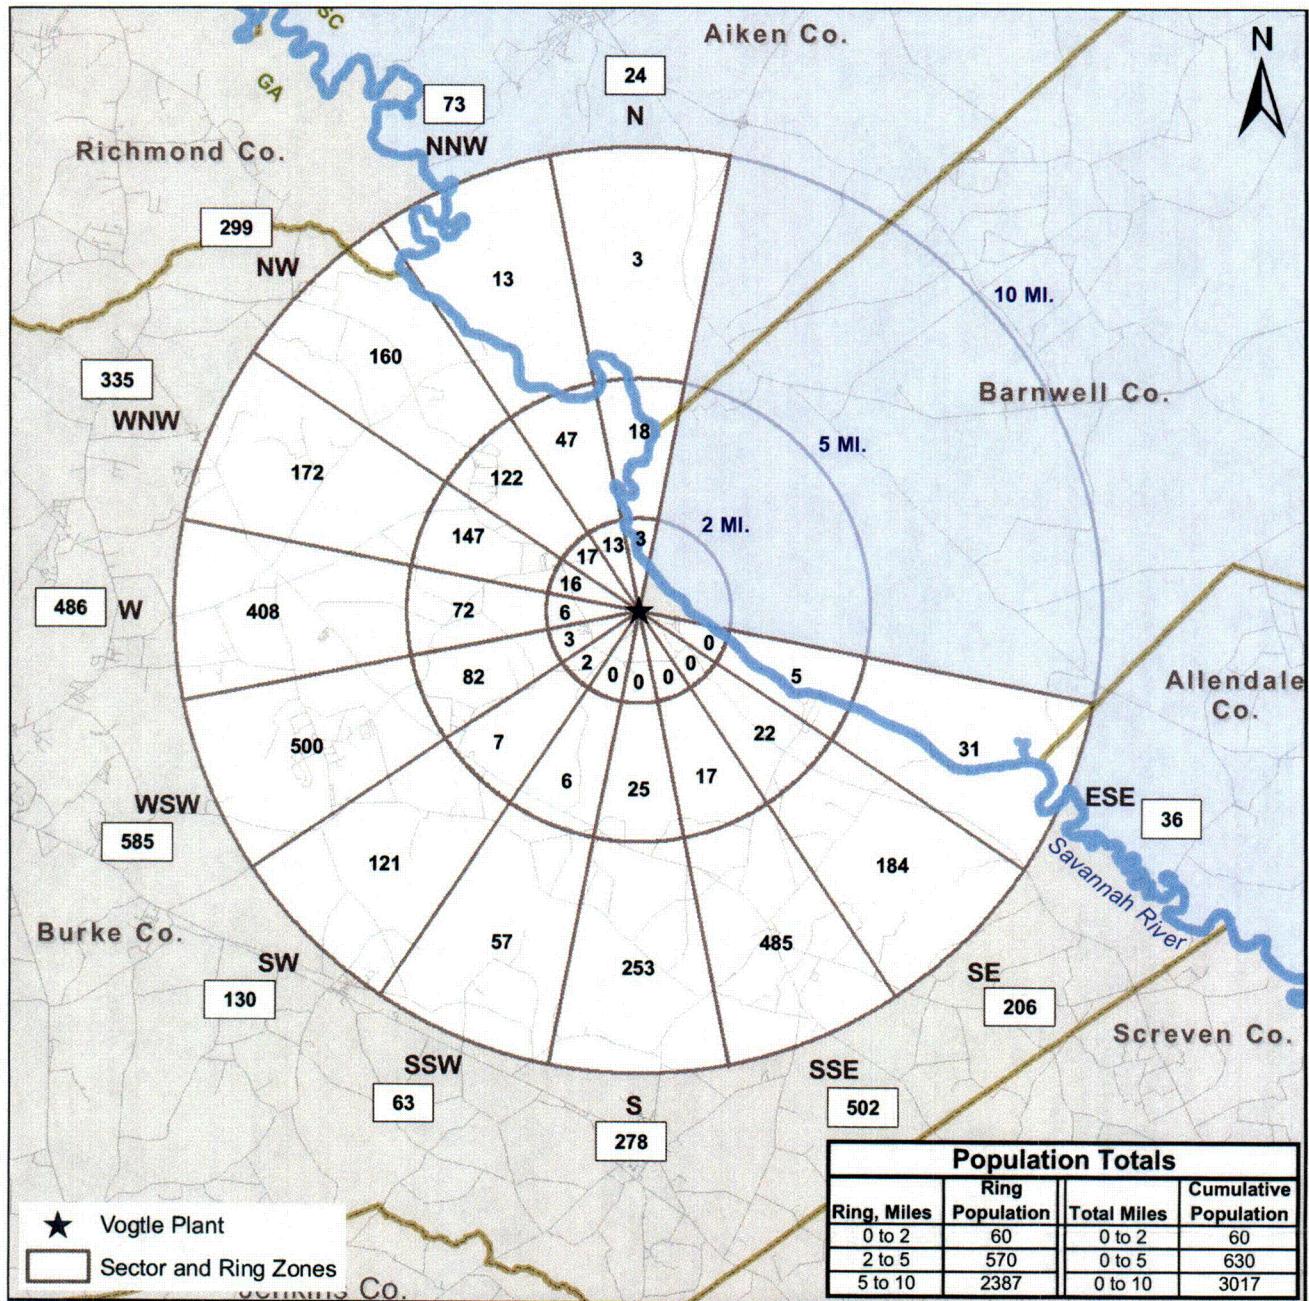 SC
Aiken Co.
N
24
GA
73
N
NNW
Richmond Co.
299
NW
13
3
10 MI.
160
335
WNW
Barnwell Co.
47
18
5 MI.
172
122
147
2 MI.
17
13
3
16
486
W
408
72
6
3
0
2
0
0
0
0
82
5
Allendale
Co.
500
7
22
31
6
25
17
ESE
36
WSW
585
121
184
Savannah River
Burke Co.
57
253
485
SW
130
SE
206
Screven Co.
SSW
63
S
278
SSE
502
Population Totals
Ring, Miles Ring Population Total Miles Cumulative Population
0 to 2 60 0 to 2 60
2 to 5 570 0 to 5 630
5 to 10 2387 0 to 10 3017
Vogtle Plant
Sector and Ring Zones
Co.